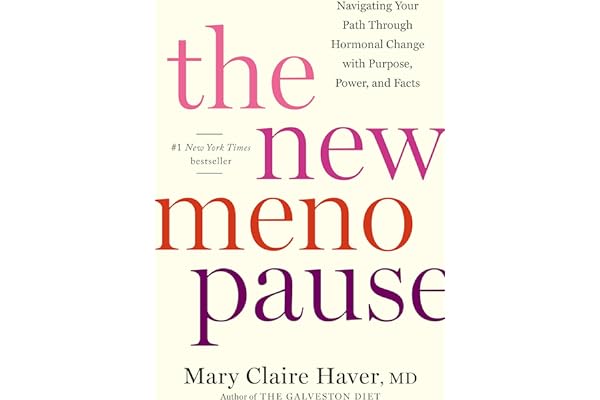 Navigating Your
Path Through
Hormonal Change
with Purpose,
Power, and Facts
the
#1 New York Times
bestseller
new
meno
pause
Mary Claire Haver, MD
Author of THE GALVESTON DIET